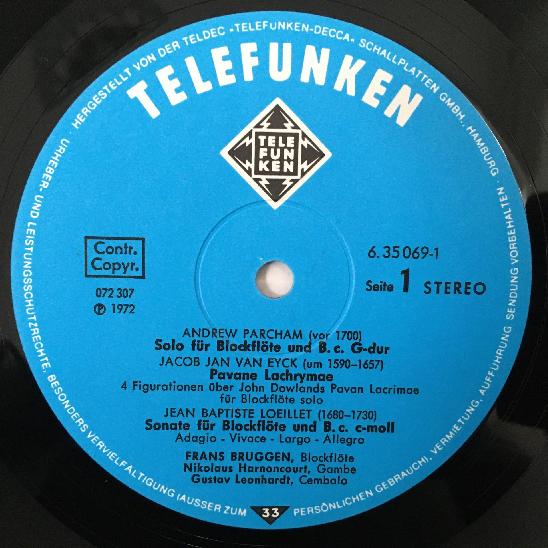 HERGESTELLT VON DER TELDEC »TELEFUNKEN-DECCA« SCHALLPLATTEN GMBH, HAMBURG
TELEFUNKEN
TELE
FUN
KEN
Contr.
Copyr.
072 307
℗ 1972
6.35069-1
Seite 1 STEREO
ANDREW PARCHAM (vor 1700)
Solo für Blockflöte und B. c. G-dur
JACOB JAN VAN EYCK (um 1590–1657)
Pavane Lachrymae
4 Figurationen über John Dowlands Pavan Lacrimae
für Blockflöte solo
JEAN BAPTISTE LOEILLET (1680–1730)
Sonate für Blockflöte und B. c. c-moll
Adagio - Vivace - Largo - Allegro
FRANS BRÜGGEN, Blockflöte
Nikolaus Harnoncourt, Gambe
Gustav Leonhardt, Cembalo
33
URHEBER- UND LEISTUNGSSCHUTZRECHTE, BESONDERS VERVIELFÄLTIGUNG (AUSSER ZUM PERSÖNLICHEN GEBRAUCH), VERMIETUNG, AUFFÜHRUNG, SENDUNG VORBEHALTEN